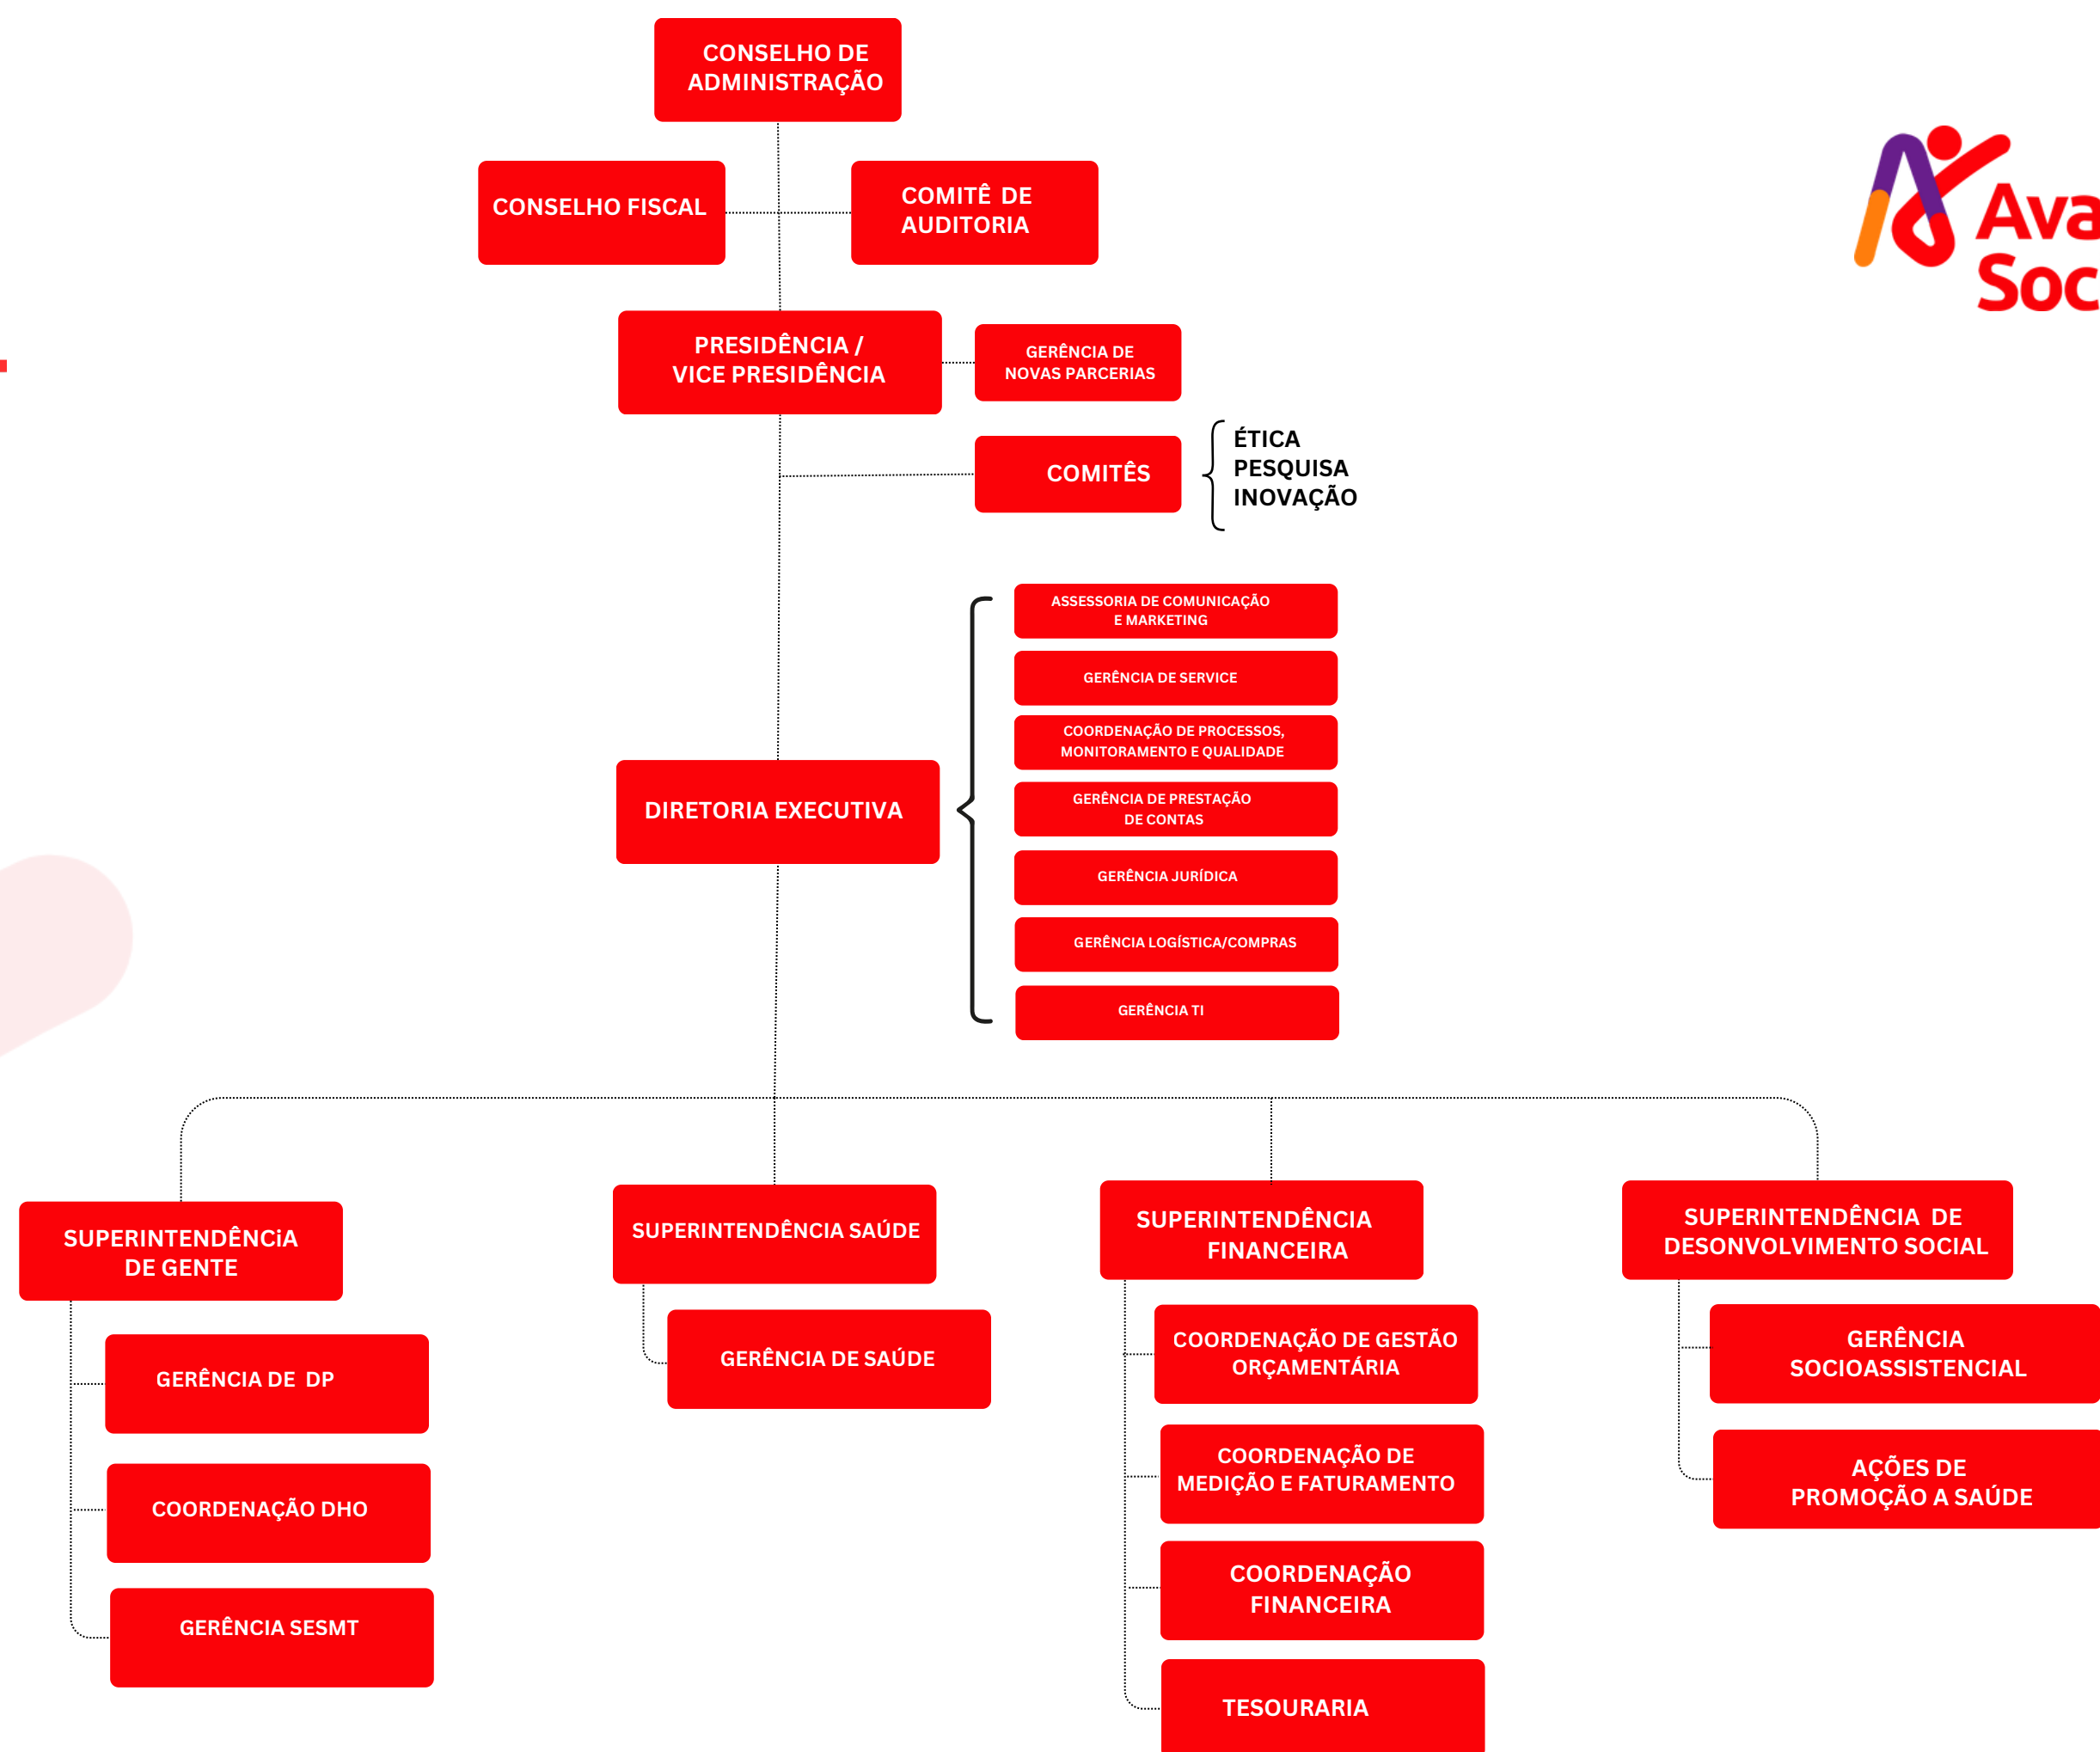 CONSELHO DE
ADMINISTRAÇÃO
CONSELHO FISCAL
COMITÊ DE
AUDITORIA
PRESIDÊNCIA /
VICE PRESIDÊNCIA
GERÊNCIA DE
NOVAS PARCERIAS
COMITÊS
ÉTICA
PESQUISA
INOVAÇÃO
ASSESSORIA DE COMUNICAÇÃO
E MARKETING
GERÊNCIA DE SERVICE
COORDENAÇÃO DE PROCESSOS,
MONITORAMENTO E QUALIDADE
GERÊNCIA DE PRESTAÇÃO
DE CONTAS
GERÊNCIA JURÍDICA
GERÊNCIA LOGÍSTICA/COMPRAS
GERÊNCIA TI
DIRETORIA EXECUTIVA
SUPERINTENDÊNCiA
DE GENTE
GERÊNCIA DE DP
COORDENAÇÃO DHO
GERÊNCIA SESMT
SUPERINTENDÊNCIA SAÚDE
GERÊNCIA DE SAÚDE
SUPERINTENDÊNCIA
FINANCEIRA
COORDENAÇÃO DE GESTÃO
ORÇAMENTÁRIA
COORDENAÇÃO DE
MEDIÇÃO E FATURAMENTO
COORDENAÇÃO
FINANCEIRA
TESOURARIA
SUPERINTENDÊNCIA DE
DESONVOLVIMENTO SOCIAL
GERÊNCIA
SOCIOASSISTENCIAL
AÇÕES DE
PROMOÇÃO A SAÚDE